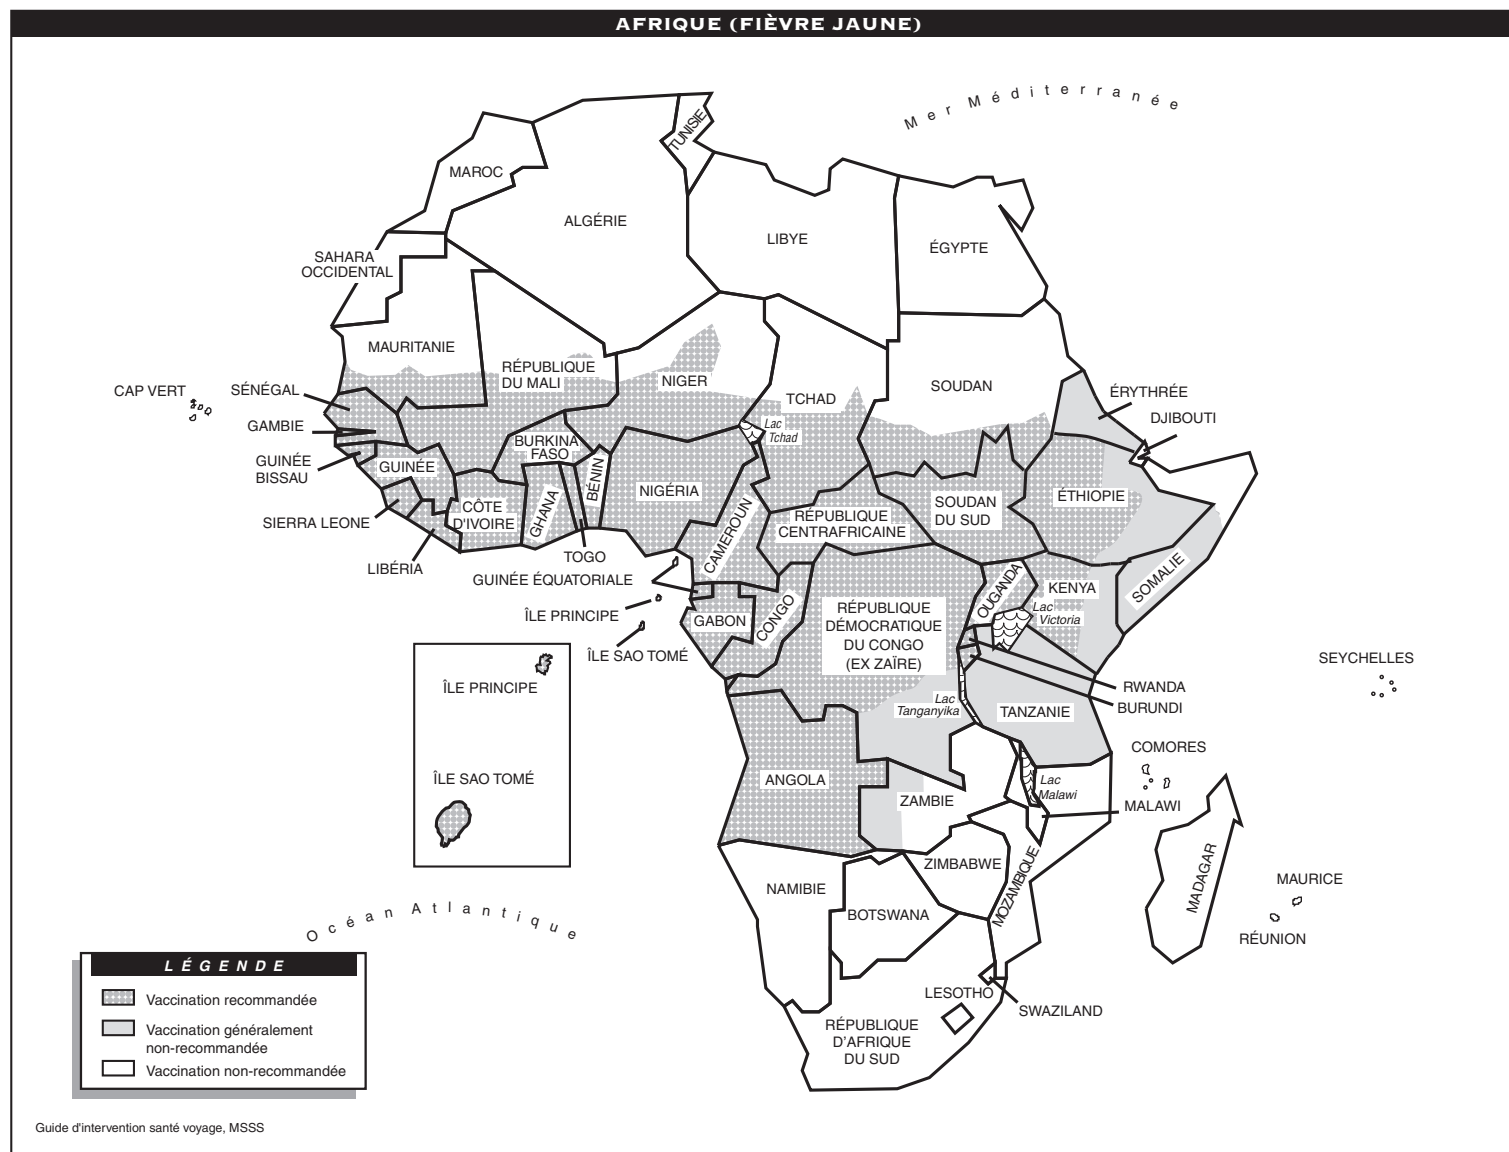 AFRIQUE (FIÈVRE JAUNE)
Mer Méditerranée
TUNISIE
MAROC
ALGÉRIE
LIBYE
ÉGYPTE
SAHARA
OCCIDENTAL
MAURITANIE
RÉPUBLIQUE
DU MALI
NIGER
TCHAD
SOUDAN
ÉRYTHRÉE
DJIBOUTI
CAP VERT
SÉNÉGAL
GAMBIE
GUINÉE
BISSAU
GUINÉE
SIERRA LEONE
LIBÉRIA
CÔTE
D'IVOIRE
BURKINA
FASO
GHANA
TOGO
BÉNIN
NIGÉRIA
Lac
Tchad
CAMEROUN
RÉPUBLIQUE
CENTRAFRICAINE
SOUDAN
DU SUD
ÉTHIOPIE
SOMALIE
GUINÉE ÉQUATORIALE
ÎLE PRINCIPE
ÎLE SAO TOMÉ
GABON
CONGO
RÉPUBLIQUE
DÉMOCRATIQUE
DU CONGO
(EX ZAÏRE)
OUGANDA
KENYA
Lac
Victoria
RWANDA
BURUNDI
Lac
Tanganyika
TANZANIE
SEYCHELLES
COMORES
ÎLE PRINCIPE
ÎLE SAO TOMÉ
ANGOLA
ZAMBIE
Lac
Malawi
MALAWI
ZIMBABWE
MOZAMBIQUE
MADAGAR
MAURICE
RÉUNION
NAMIBIE
BOTSWANA
LESOTHO
SWAZILAND
RÉPUBLIQUE
D'AFRIQUE
DU SUD
Océan Atlantique
LÉGENDE
Vaccination recommandée
Vaccination généralement
non-recommandée
Vaccination non-recommandée
Guide d'intervention santé voyage, MSSS